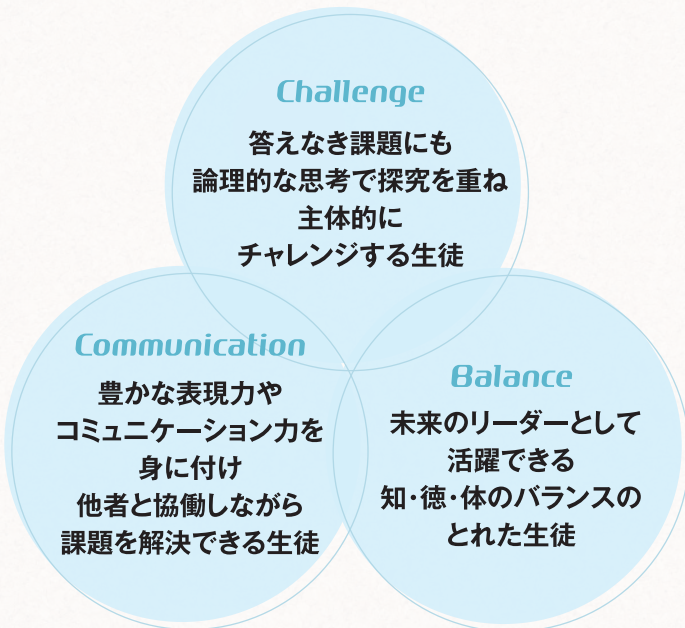 Challenge
答えなき課題にも
論理的な思考で探究を重ね
主体的に
チャレンジする生徒
Communication
豊かな表現力や
コミュニケーション力を
身に付け
他者と協働しながら
課題を解決できる生徒
Balance
未来のリーダーとして
活躍できる
知・徳・体のバランスの
とれた生徒